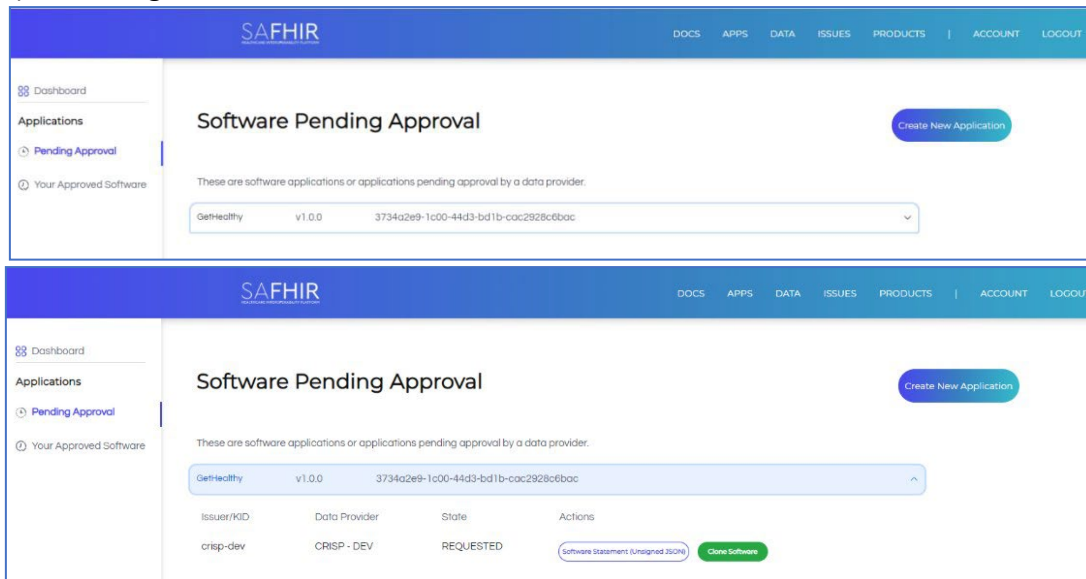 SAFHIR
DOCS APPS DATA ISSUES PRODUCTS | ACCOUNT LOGOUT
Dashboard
Applications
Pending Approval
Your Approved Software
Software Pending Approval
Create New Application
These are software applications or applications pending approval by a data provider.
GetHealthy v1.0.0 3734a2e9-1c00-44d3-bd1b-cac2928c6bac
SAFHIR
DOCS APPS DATA ISSUES PRODUCTS | ACCOUNT LOGOU
Dashboard
Applications
Pending Approval
Your Approved Software
Software Pending Approval
Create New Application
These are software applications or applications pending approval by a data provider.
GetHealthy v1.0.0 3734a2e9-1c00-44d3-bd1b-cac2928c6bac
Issuer/KID Data Provider State Actions
crisp-dev CRISP - DEV REQUESTED Software Statement (Unsigned JSON) Clone Software